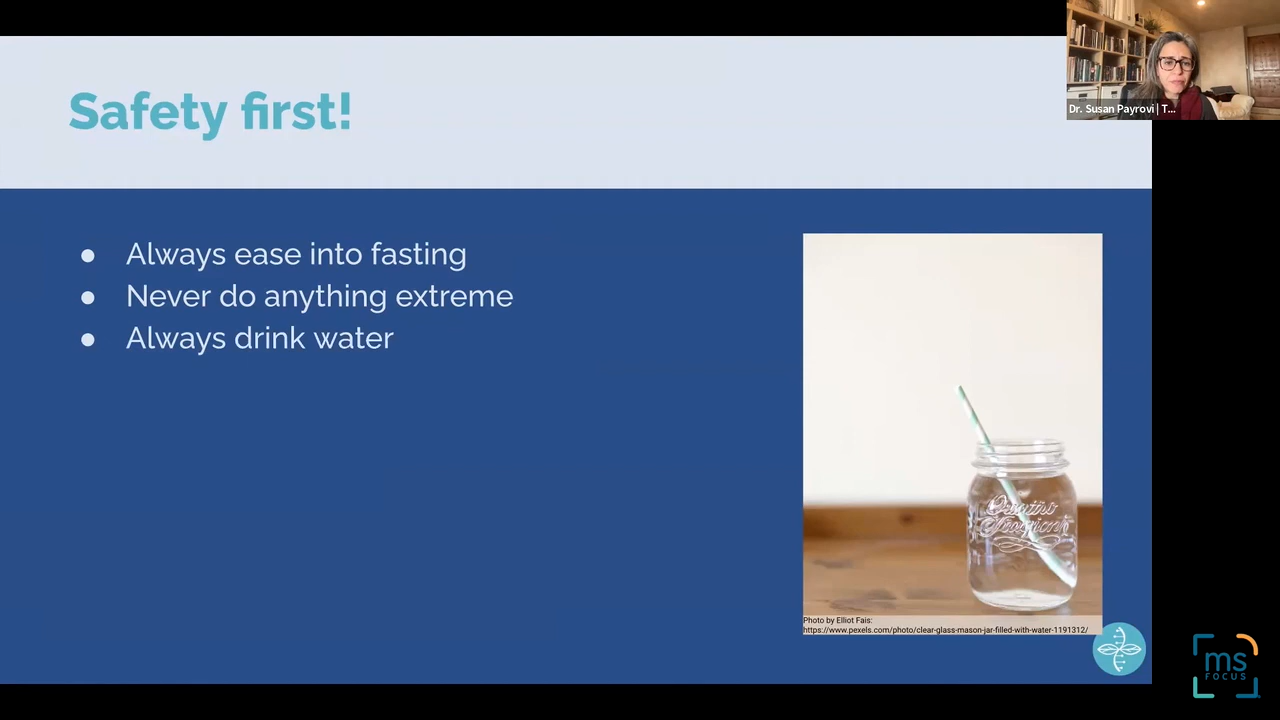 Safety first!
Dr. Susan Payrovi | T...
● Always ease into fasting
● Never do anything extreme
● Always drink water
Photo by Elliot Fais:
https://www.pexels.com/photo/clear-glass-mason-jar-filled-with-water-1191312/
ms
FOCUS